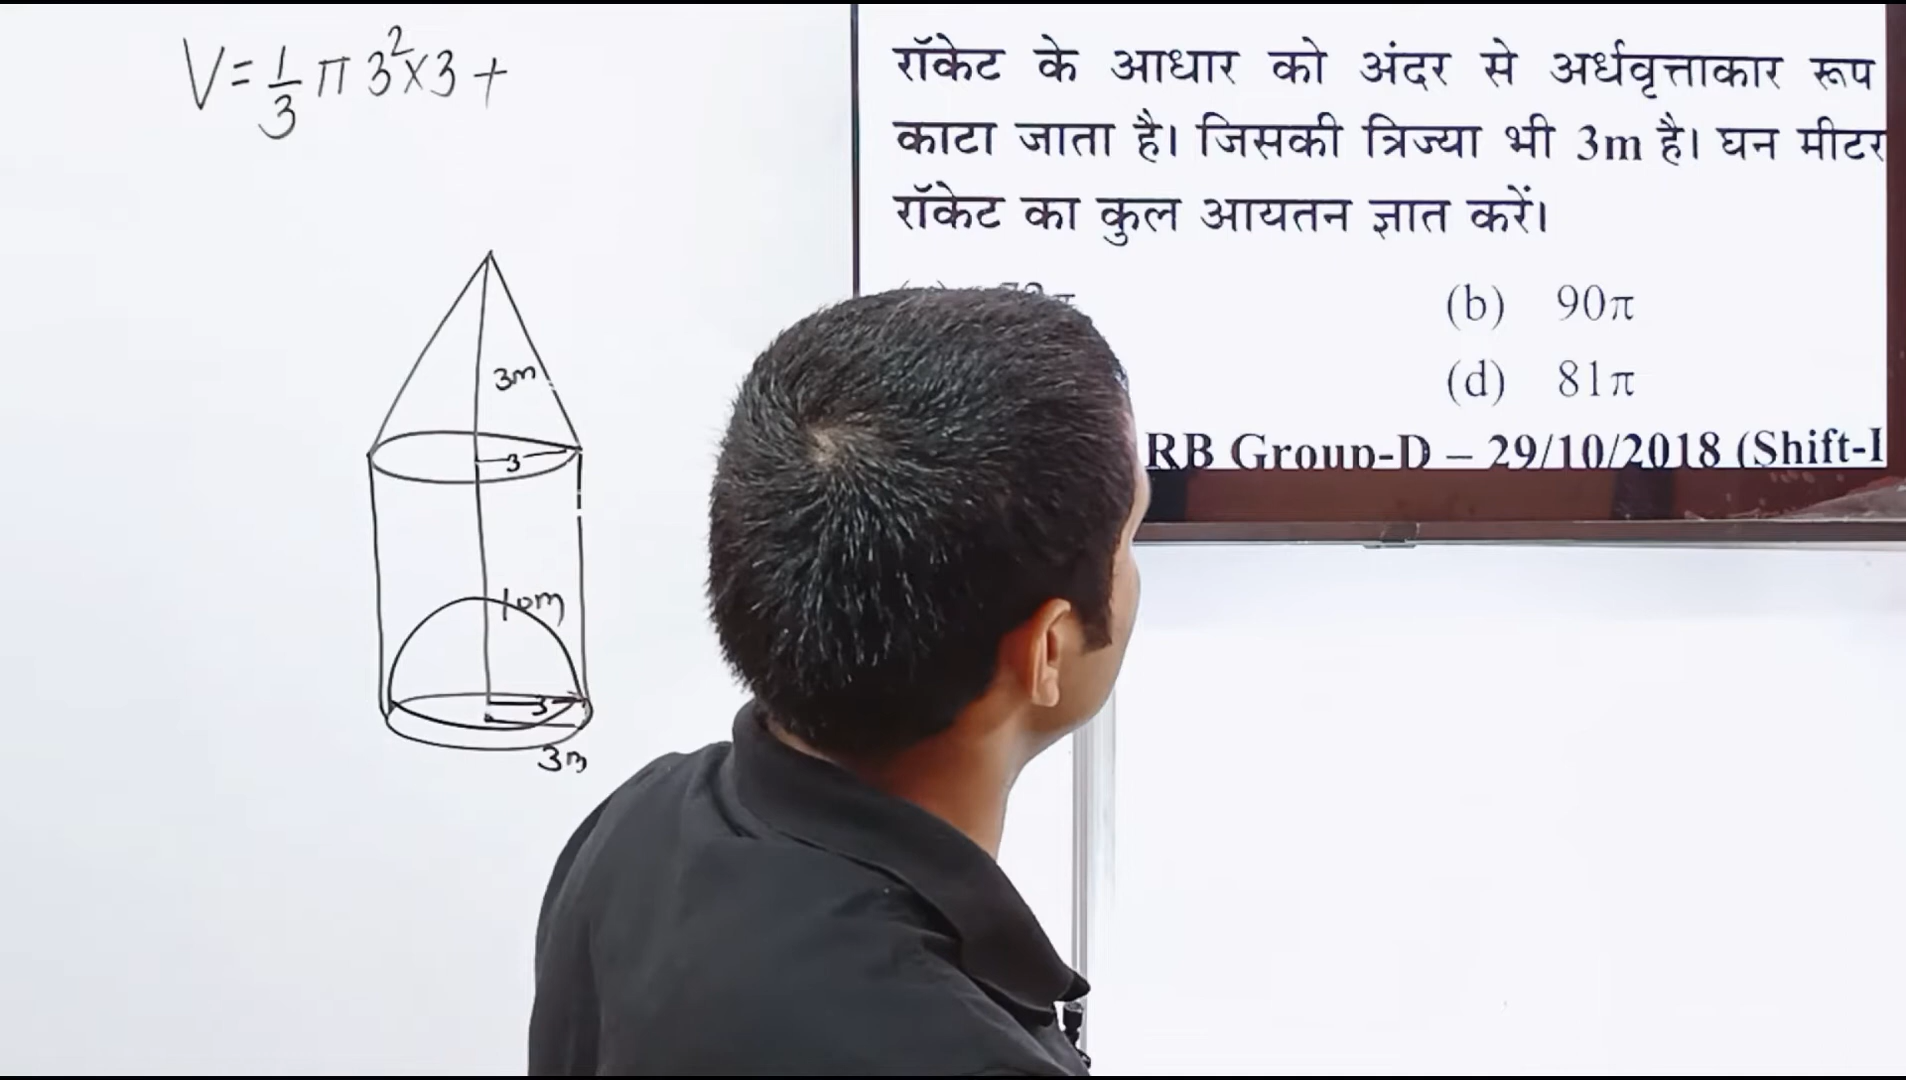 V = 1/3 π 3² × 3 +
रॉकेट के आधार को अंदर से अर्धवृत्ताकार रूप
काटा जाता है। जिसकी त्रिज्या भी 3m है। घन मीटर
रॉकेट का कुल आयतन ज्ञात करें।
(b) 90π
(d) 81π
RB Group-D – 29/10/2018 (Shift-I
3m
3
10m
3
3m